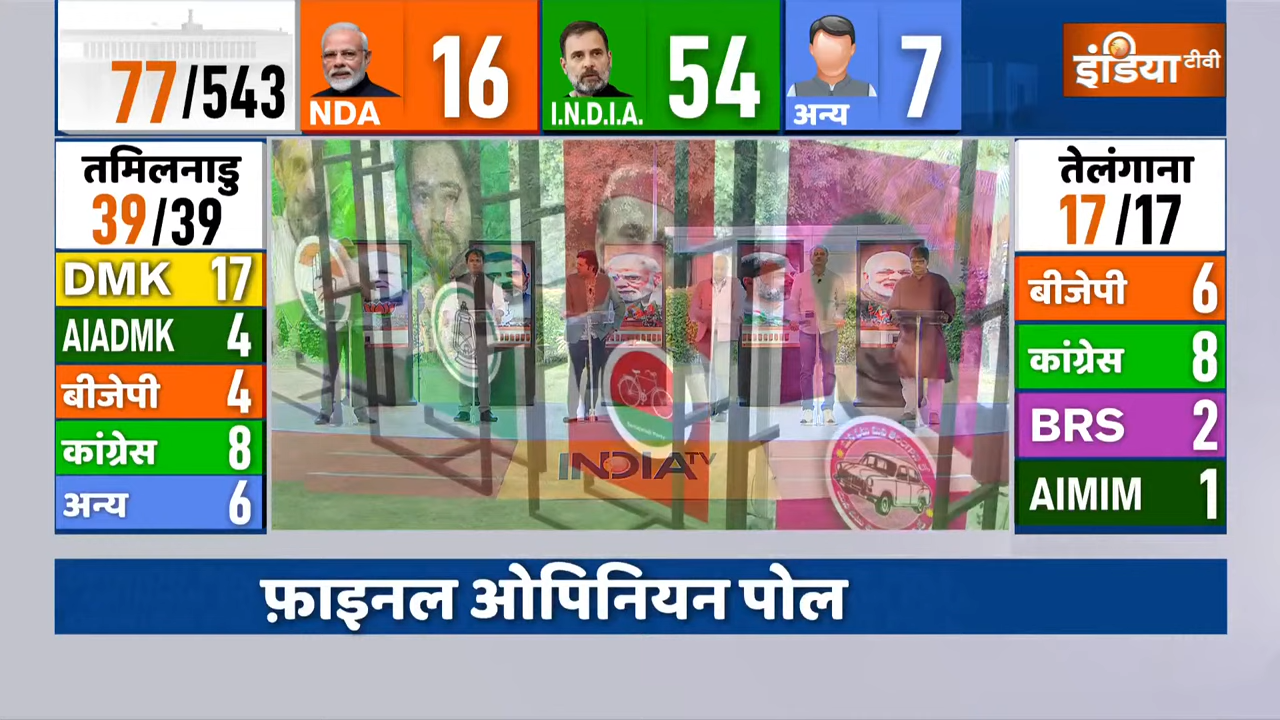 77/543
NDA 16
I.N.D.I.A. 54
अन्य 7
इंडिया टीवी
तमिलनाडु
39/39
DMK 17
AIADMK 4
बीजेपी 4
कांग्रेस 8
अन्य 6
INDIA TV
तेलंगाना
17/17
बीजेपी 6
कांग्रेस 8
BRS 2
AIMIM 1
फ़ाइनल ओपिनियन पोल